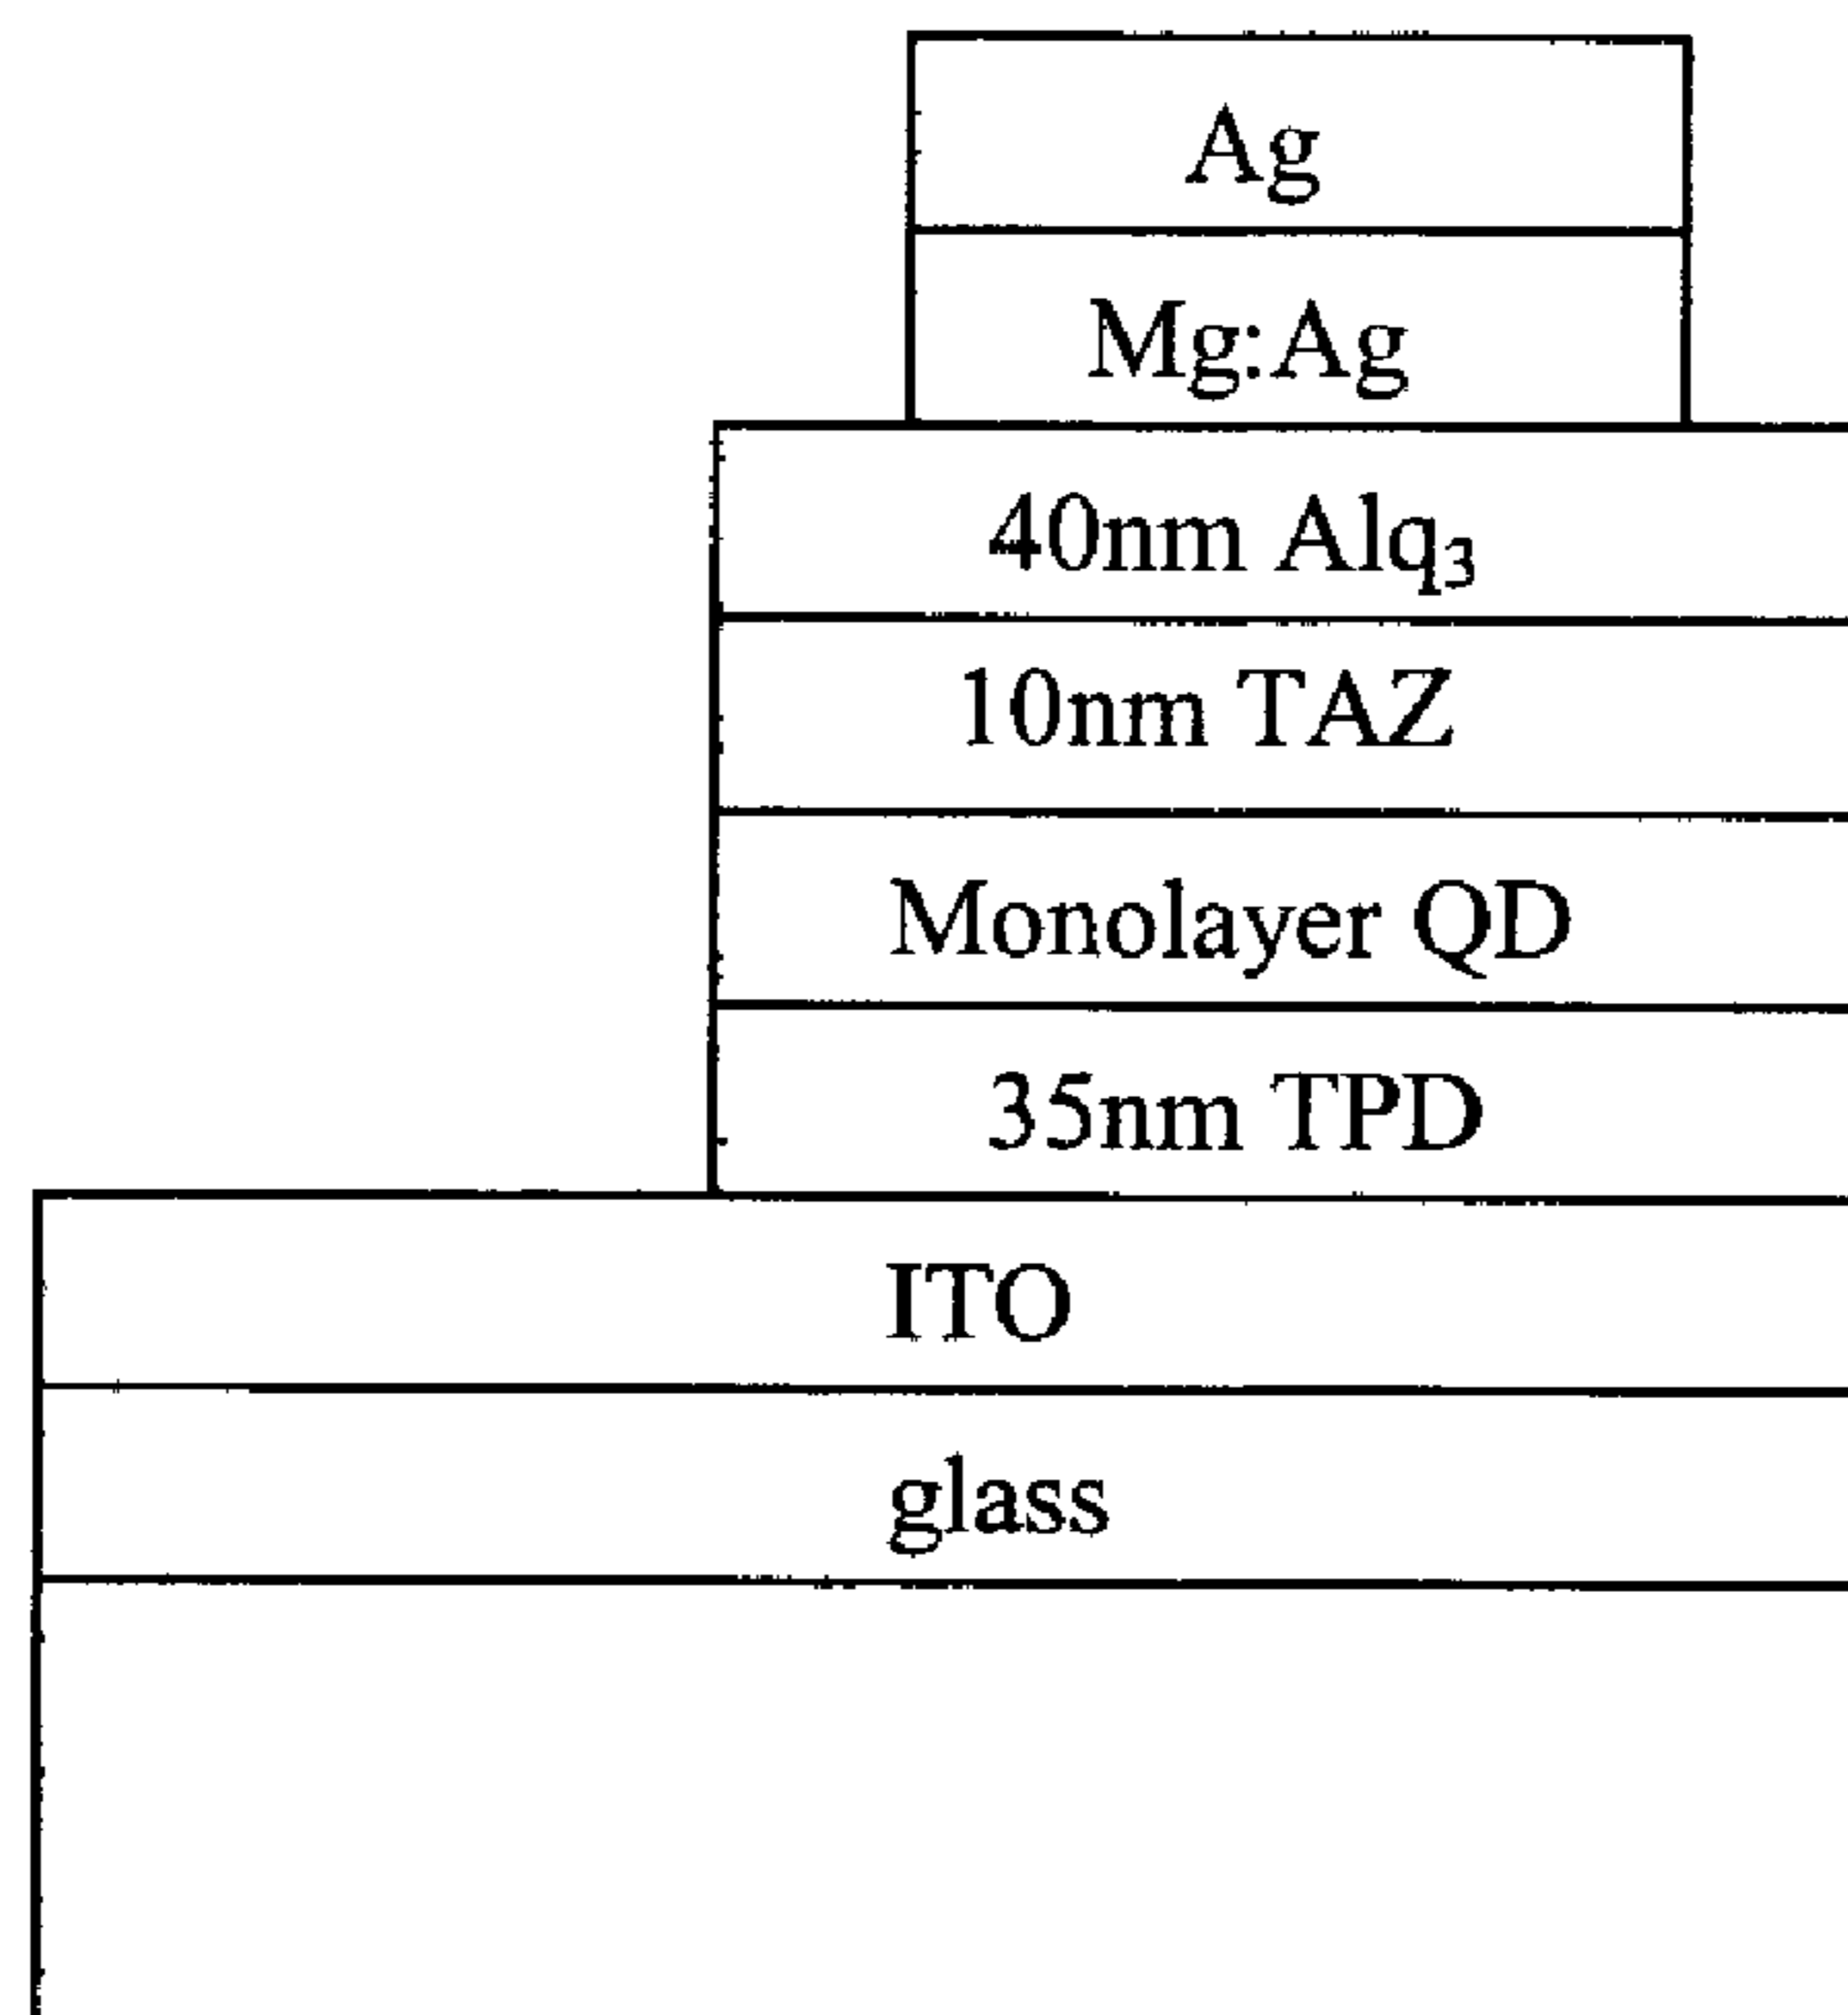 Ag
Mg:Ag
40nm Alq₃
10nm TAZ
Monolayer QD
35nm TPD
ITO
glass